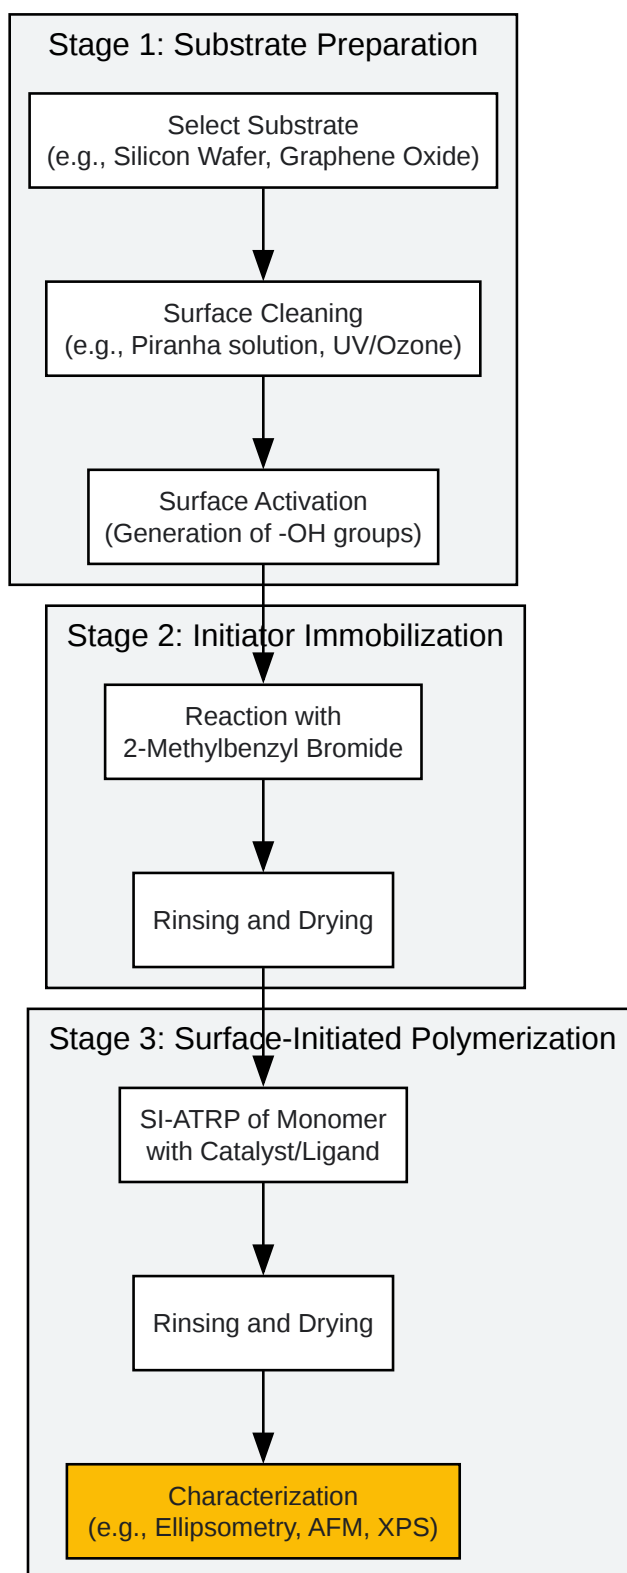 Stage 1: Substrate Preparation
Select Substrate
(e.g., Silicon Wafer, Graphene Oxide)
Surface Cleaning
(e.g., Piranha solution, UV/Ozone)
Surface Activation
(Generation of -OH groups)
Stage 2: Initiator Immobilization
Reaction with
2-Methylbenzyl Bromide
Rinsing and Drying
Stage 3: Surface-Initiated Polymerization
SI-ATRP of Monomer
with Catalyst/Ligand
Rinsing and Drying
Characterization
(e.g., Ellipsometry, AFM, XPS)